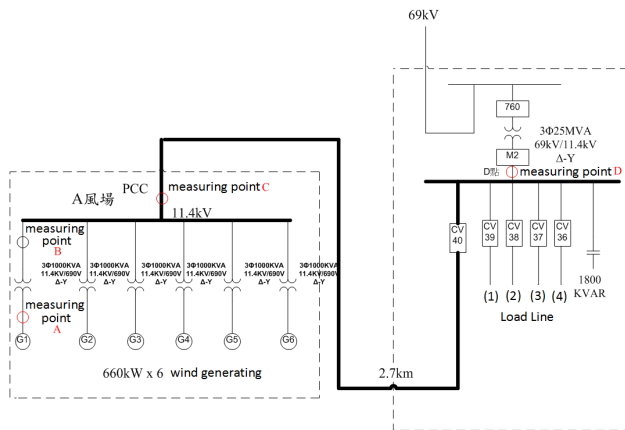 69kV
760
3Φ25MVA
69kV/11.4kV
Δ-Y
M2
D點
measuring point D
CV
40
CV
39
CV
38
CV
37
CV
36
(1)
(2)
(3)
(4)
1800
KVAR
Load Line
2.7km
A風場
PCC
measuring point C
11.4kV
measuring
point
B
3Φ1000KVA
11.4KV/690V
Δ-Y
3Φ1000KVA
11.4KV/690V
Δ-Y
3Φ1000KVA
11.4KV/690V
Δ-Y
3Φ1000KVA
11.4KV/690V
Δ-Y
3Φ1000KVA
11.4KV/690V
Δ-Y
3Φ1000KVA
11.4KV/690V
Δ-Y
measuring
point
A
G1
G2
G3
G4
G5
G6
660kW x 6 wind generating